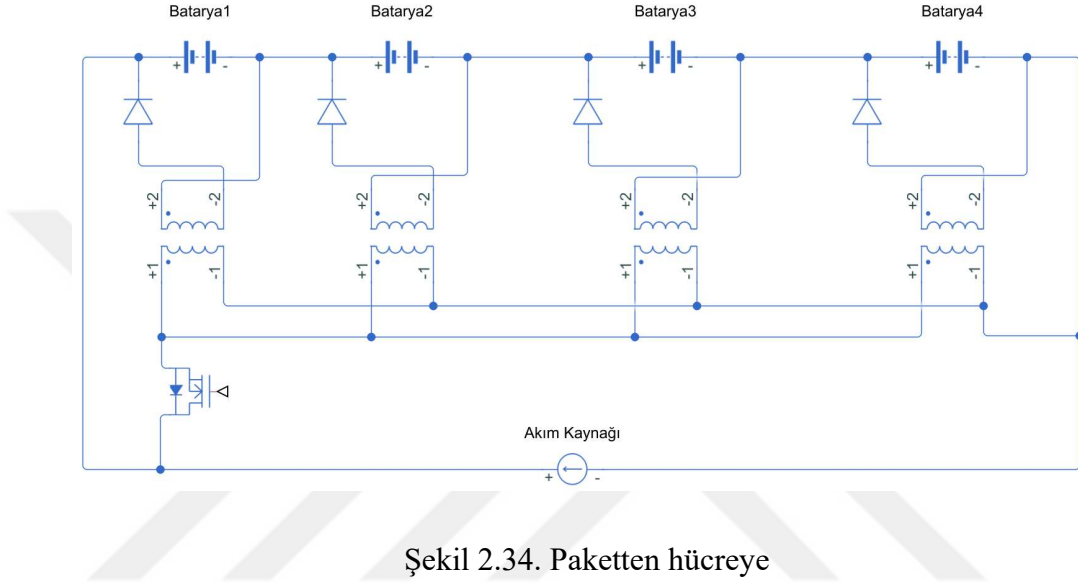 Batarya1 Batarya2 Batarya3 Batarya4
+ - + - + - + -
+2 -2 +2 -2 +2 -2 +2 -2
+1 -1 +1 -1 +1 -1 +1 -1
Akım Kaynağı
+ -
Şekil 2.34. Paketten hücreye